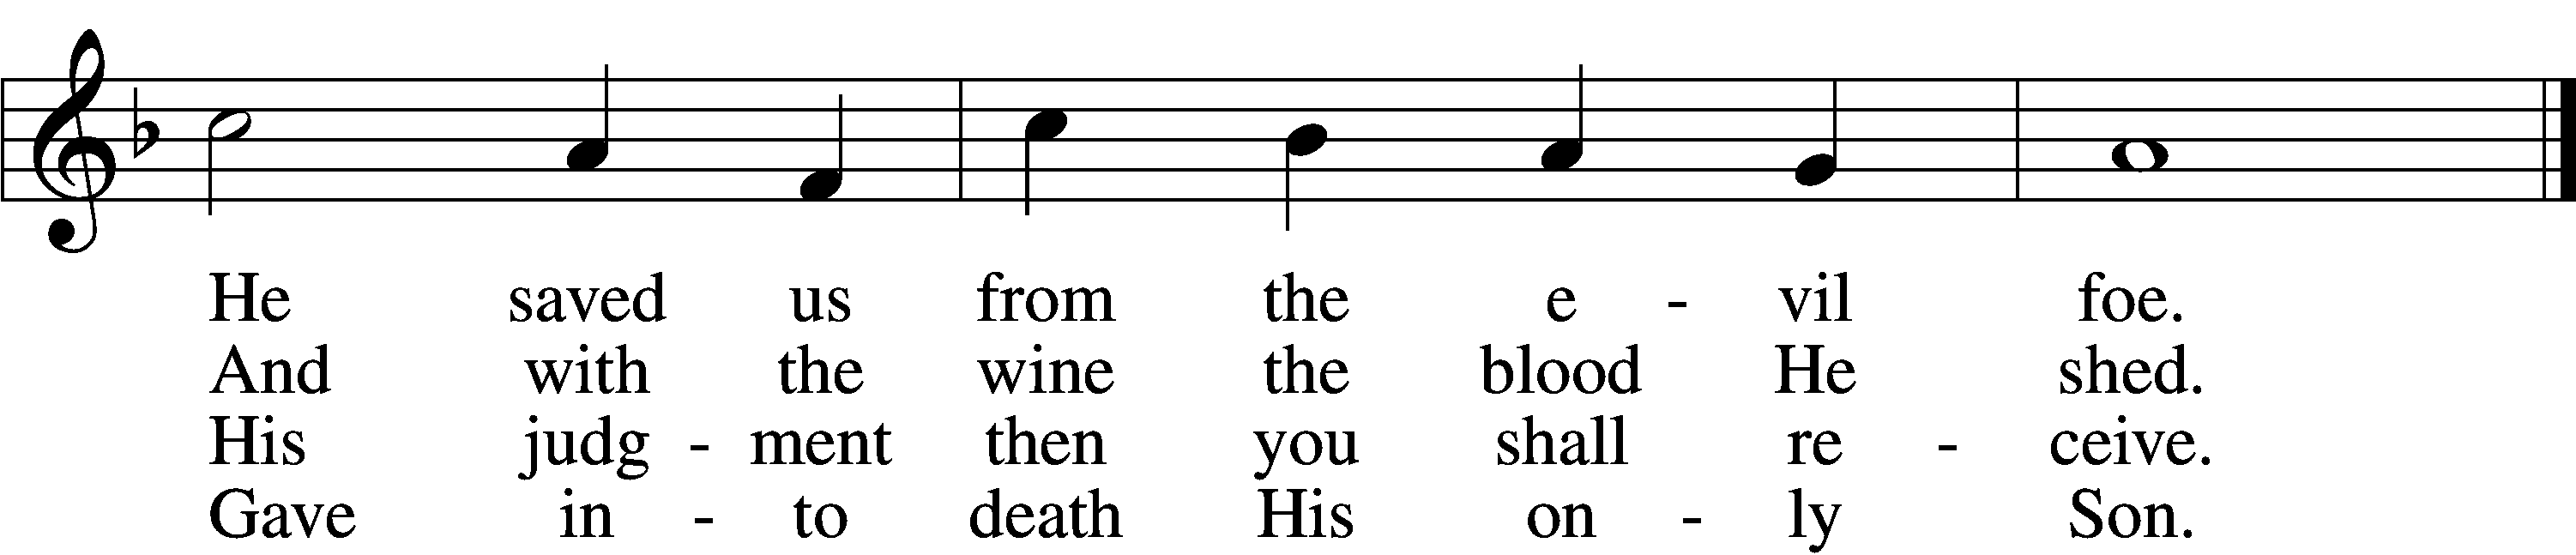 He saved us from the e - vil foe.
And with the wine the blood He shed.
His judg - ment then you shall re - ceive.
Gave in - to death His on - ly Son.